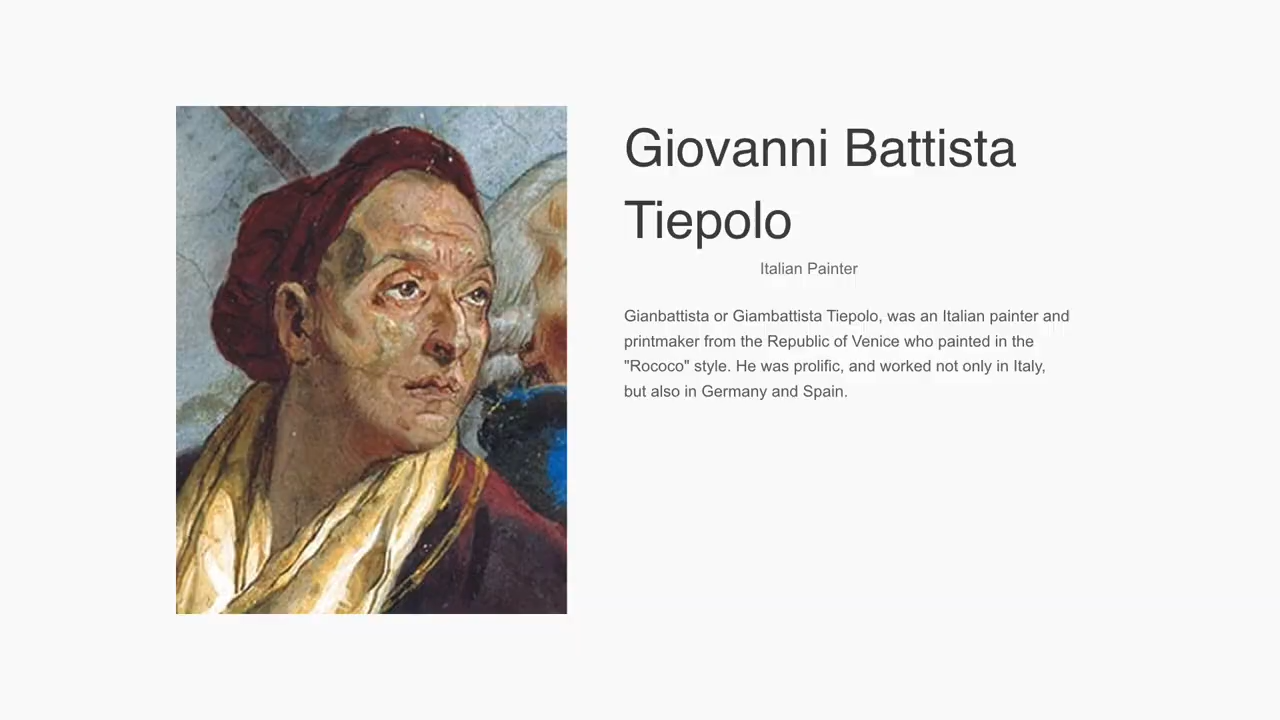 Giovanni Battista
Tiepolo
Italian Painter
Gianbattista or Giambattista Tiepolo, was an Italian painter and
printmaker from the Republic of Venice who painted in the
"Rococo" style. He was prolific, and worked not only in Italy,
but also in Germany and Spain.